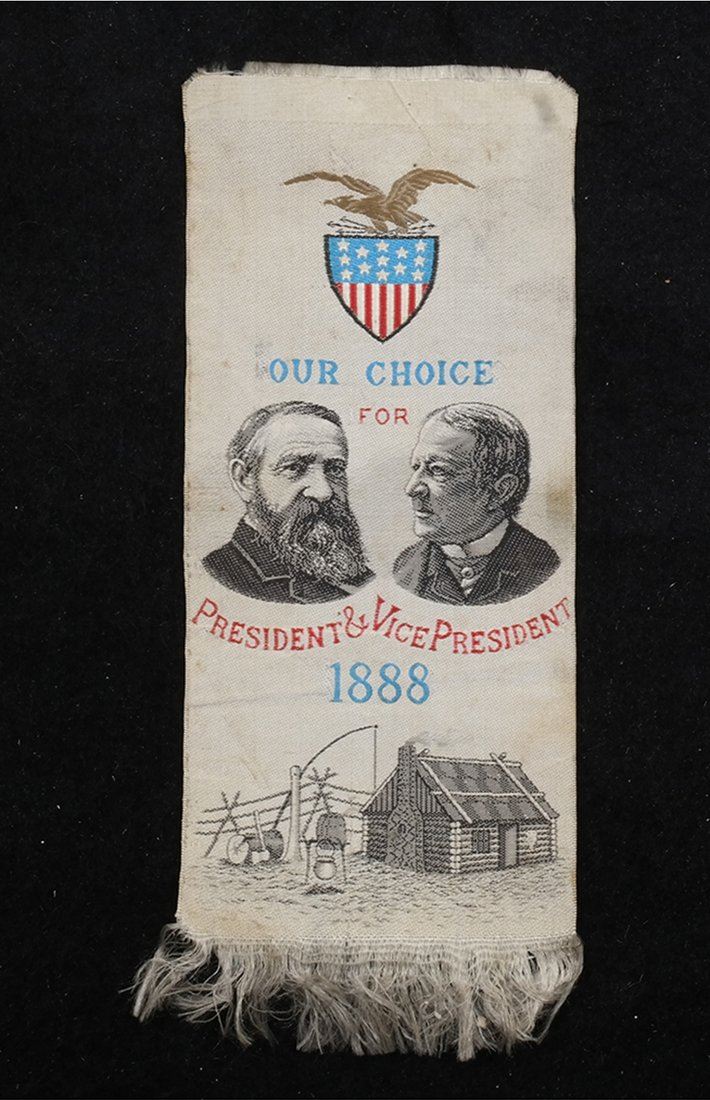 OUR CHOICE
FOR
PRESIDENT & VICE PRESIDENT
1888